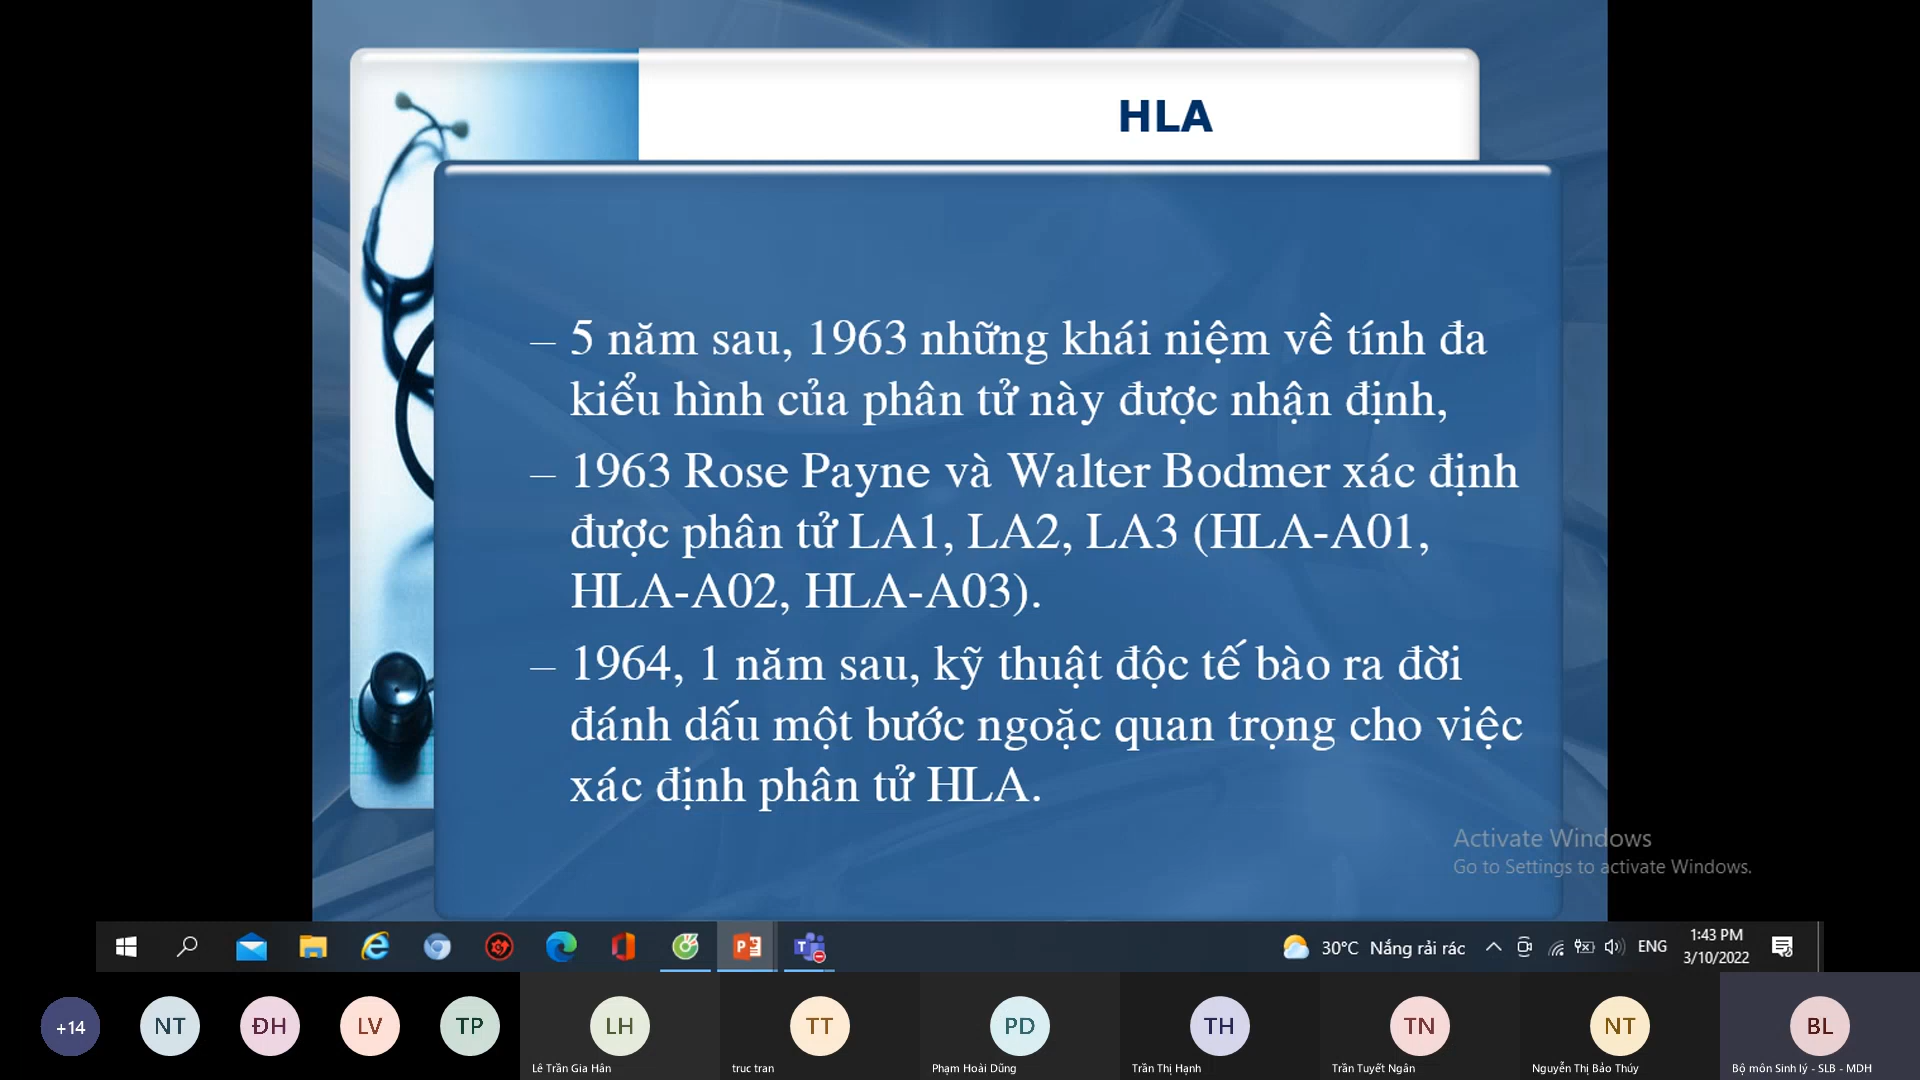 HLA
– 5 năm sau, 1963 những khái niệm về tính đa
kiểu hình của phân tử này được nhận định,
– 1963 Rose Payne và Walter Bodmer xác định
được phân tử LA1, LA2, LA3 (HLA-A01,
HLA-A02, HLA-A03).
– 1964, 1 năm sau, kỹ thuật độc tế bào ra đời
đánh dấu một bước ngoặc quan trọng cho việc
xác định phân tử HLA.
Activate Windows
Go to Settings to activate Windows.
30°C Nắng rải rác
ENG
1:43 PM
3/10/2022
+14
NT
ĐH
LV
TP
LH
TT
PD
TH
TN
NT
BL
Lê Trần Gia Hân
truc tran
Phạm Hoài Dũng
Trần Thị Hạnh
Trần Tuyết Ngân
Nguyễn Thị Bảo Thúy
Bộ môn Sinh lý - SLB - MDH